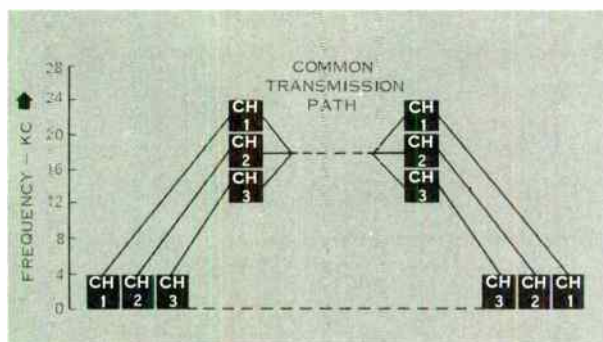 COMMON
TRANSMISSION
PATH
FREQUENCY - KC
28
24
20
16
12
8
4
0
CH
1
CH
2
CH
3
CH
1
CH
2
CH
3
CH
1
CH
2
CH
3
CH
3
CH
2
CH
1